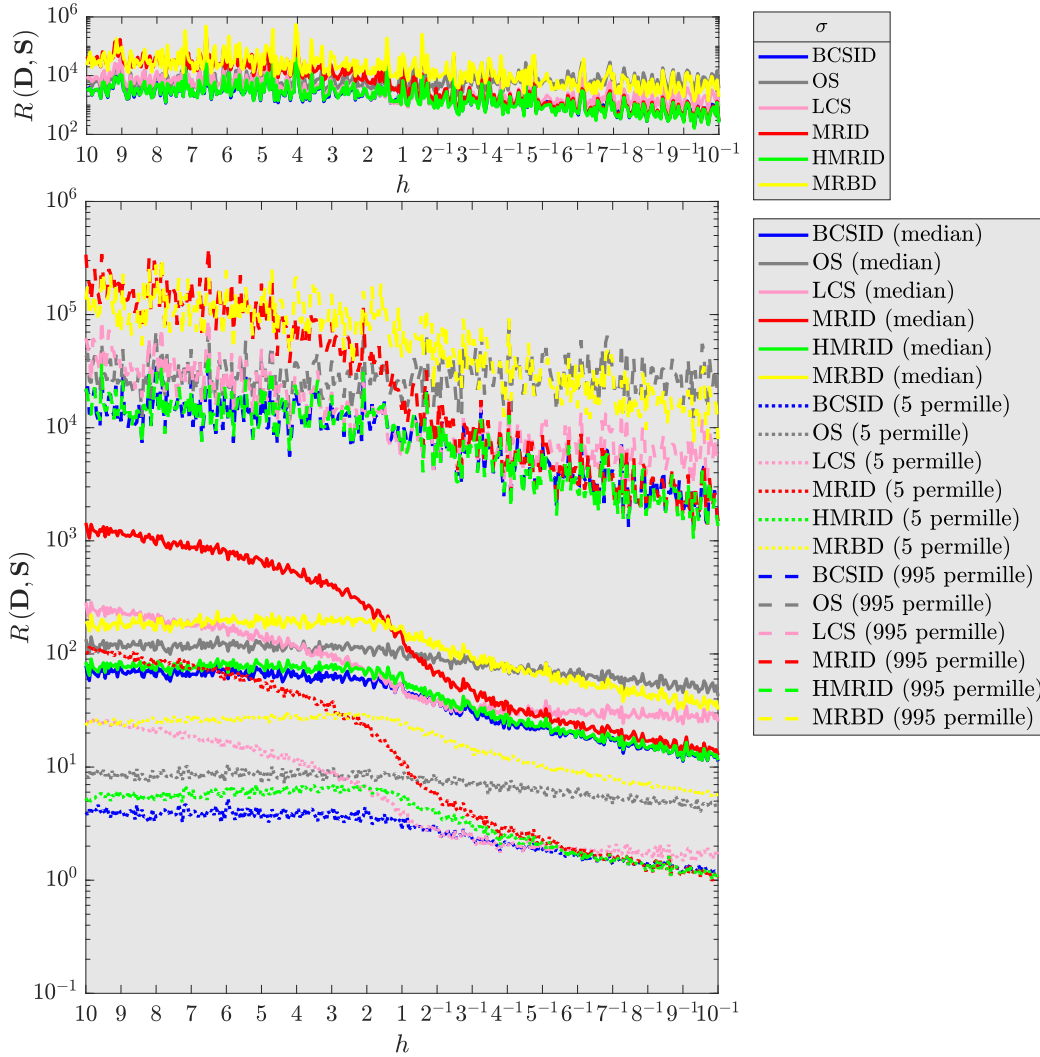 10^6
10^4
10^2
R(D, S)
10 9 8 7 6 5 4 3 2 1 2^{-1} 3^{-1} 4^{-1} 5^{-1} 6^{-1} 7^{-1} 8^{-1} 9^{-1} 10^{-1}
h
σ
BCSID
OS
LCS
MRID
HMRID
MRBD
10^6
10^5
10^4
10^3
10^2
10^1
10^0
10^{-1}
R(D, S)
10 9 8 7 6 5 4 3 2 1 2^{-1} 3^{-1} 4^{-1} 5^{-1} 6^{-1} 7^{-1} 8^{-1} 9^{-1} 10^{-1}
h
BCSID (median)
OS (median)
LCS (median)
MRID (median)
HMRID (median)
MRBD (median)
BCSID (5 permille)
OS (5 permille)
LCS (5 permille)
MRID (5 permille)
HMRID (5 permille)
MRBD (5 permille)
BCSID (995 permille)
OS (995 permille)
LCS (995 permille)
MRID (995 permille)
HMRID (995 permille)
MRBD (995 permille)